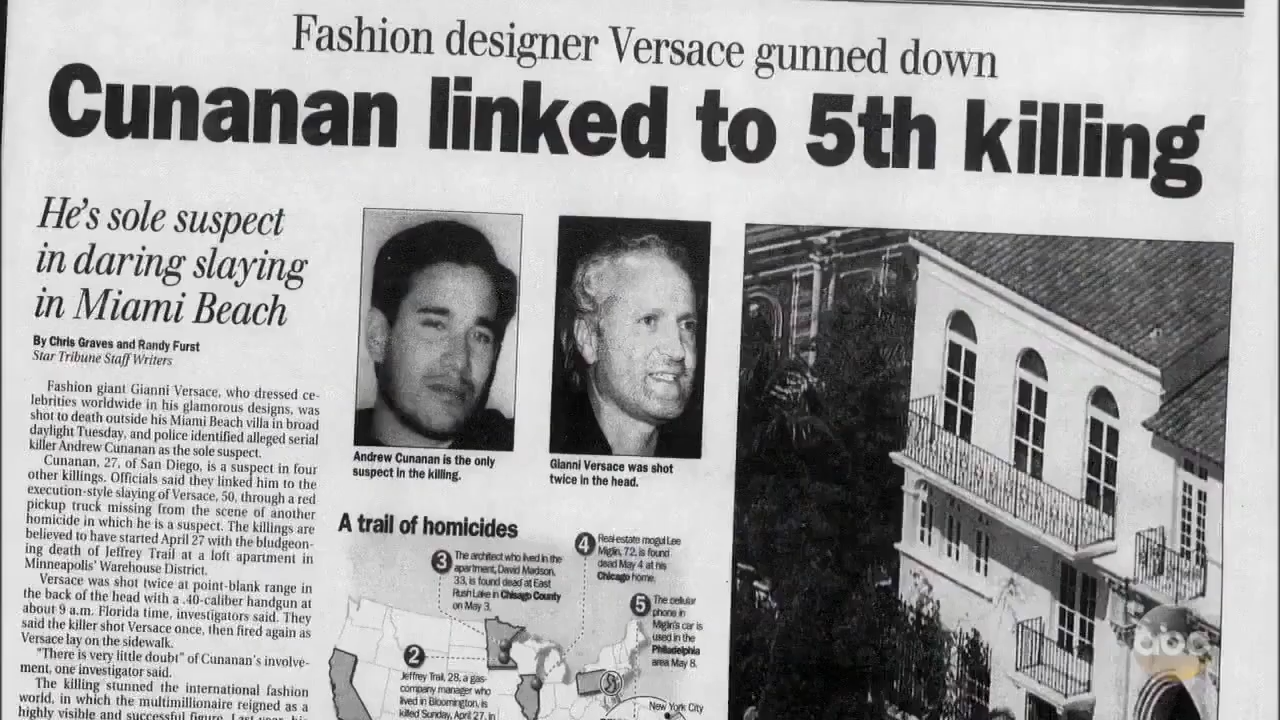 Fashion designer Versace gunned down
Cunanan linked to 5th killing
He's sole suspect
in daring slaying
in Miami Beach
By Chris Graves and Randy Furst
Star Tribune Staff Writers
Fashion giant Gianni Versace, who dressed ce-
lebrities worldwide in his glamorous designs, was
shot to death outside his Miami Beach villa in broad
daylight Tuesday, and police identified alleged serial
killer Andrew Cunanan as the sole suspect.
Cunanan, 27, of San Diego, is a suspect in four
other killings. Officials said they linked him to the
execution-style slaying of Versace, 50, through a red
pickup truck missing from the scene of another
homicide in which he is a suspect. The killings are
believed to have started April 27 with the bludgeon-
ing death of Jeffrey Trail at a loft apartment in
Minneapolis' Warehouse District.
Versace was shot twice at point-blank range in
the back of the head with a .40-caliber handgun at
about 9 a.m. Florida time, investigators said. They
said the killer shot Versace once, then fired again as
Versace lay on the sidewalk.
"There is very little doubt" of Cunanan's involve-
ment, one investigator said.
The killing stunned the international fashion
world, in which the multimillionaire reigned as a
highly visible and successful figure. Last year, his
Andrew Cunanan is the only
suspect in the killing.
Gianni Versace was shot
twice in the head.
A trail of homicides
3
The architect who lived in the
apartment, David Madson,
33, is found dead at East
Rush Lake in Chisago County
on May 3.
4
Real estate mogul Lee
Miglin, 72, is found
dead May 4 at his
Chicago home.
5
The cellular
phone in
Miglin's car is
used in the
Philadelphia
area May 8.
2
Jeffrey Trail, 28, a gas-
company manager who
lived in Bloomington, is
killed Sunday, April 27, in
New York City
abc